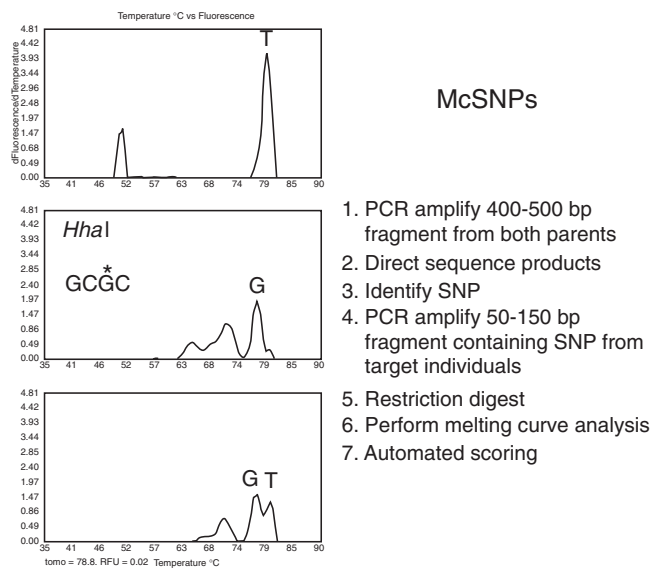 Temperature °C vs Fluorescence
dFluorescence/dTemperature
4.81
4.42
3.93
3.44
2.96
2.48
1.97
1.47
0.68
0.49
0.00
T
35 41 46 52 57 63 68 74 79 85 90
4.81
4.42
3.93
3.44
2.85
2.40
1.97
1.47
0.86
0.49
0.00
HhaI
*
GCGC
G
35 41 46 52 57 63 68 74 79 85 90
4.81
4.42
3.93
3.44
2.85
2.40
1.97
1.47
0.86
0.49
0.00
G T
35 41 46 52 57 63 68 74 79 85 90
tomo = 78.8. RFU = 0.02 Temperature °C
McSNPs
1. PCR amplify 400-500 bp
fragment from both parents
2. Direct sequence products
3. Identify SNP
4. PCR amplify 50-150 bp
fragment containing SNP from
target individuals
5. Restriction digest
6. Perform melting curve analysis
7. Automated scoring